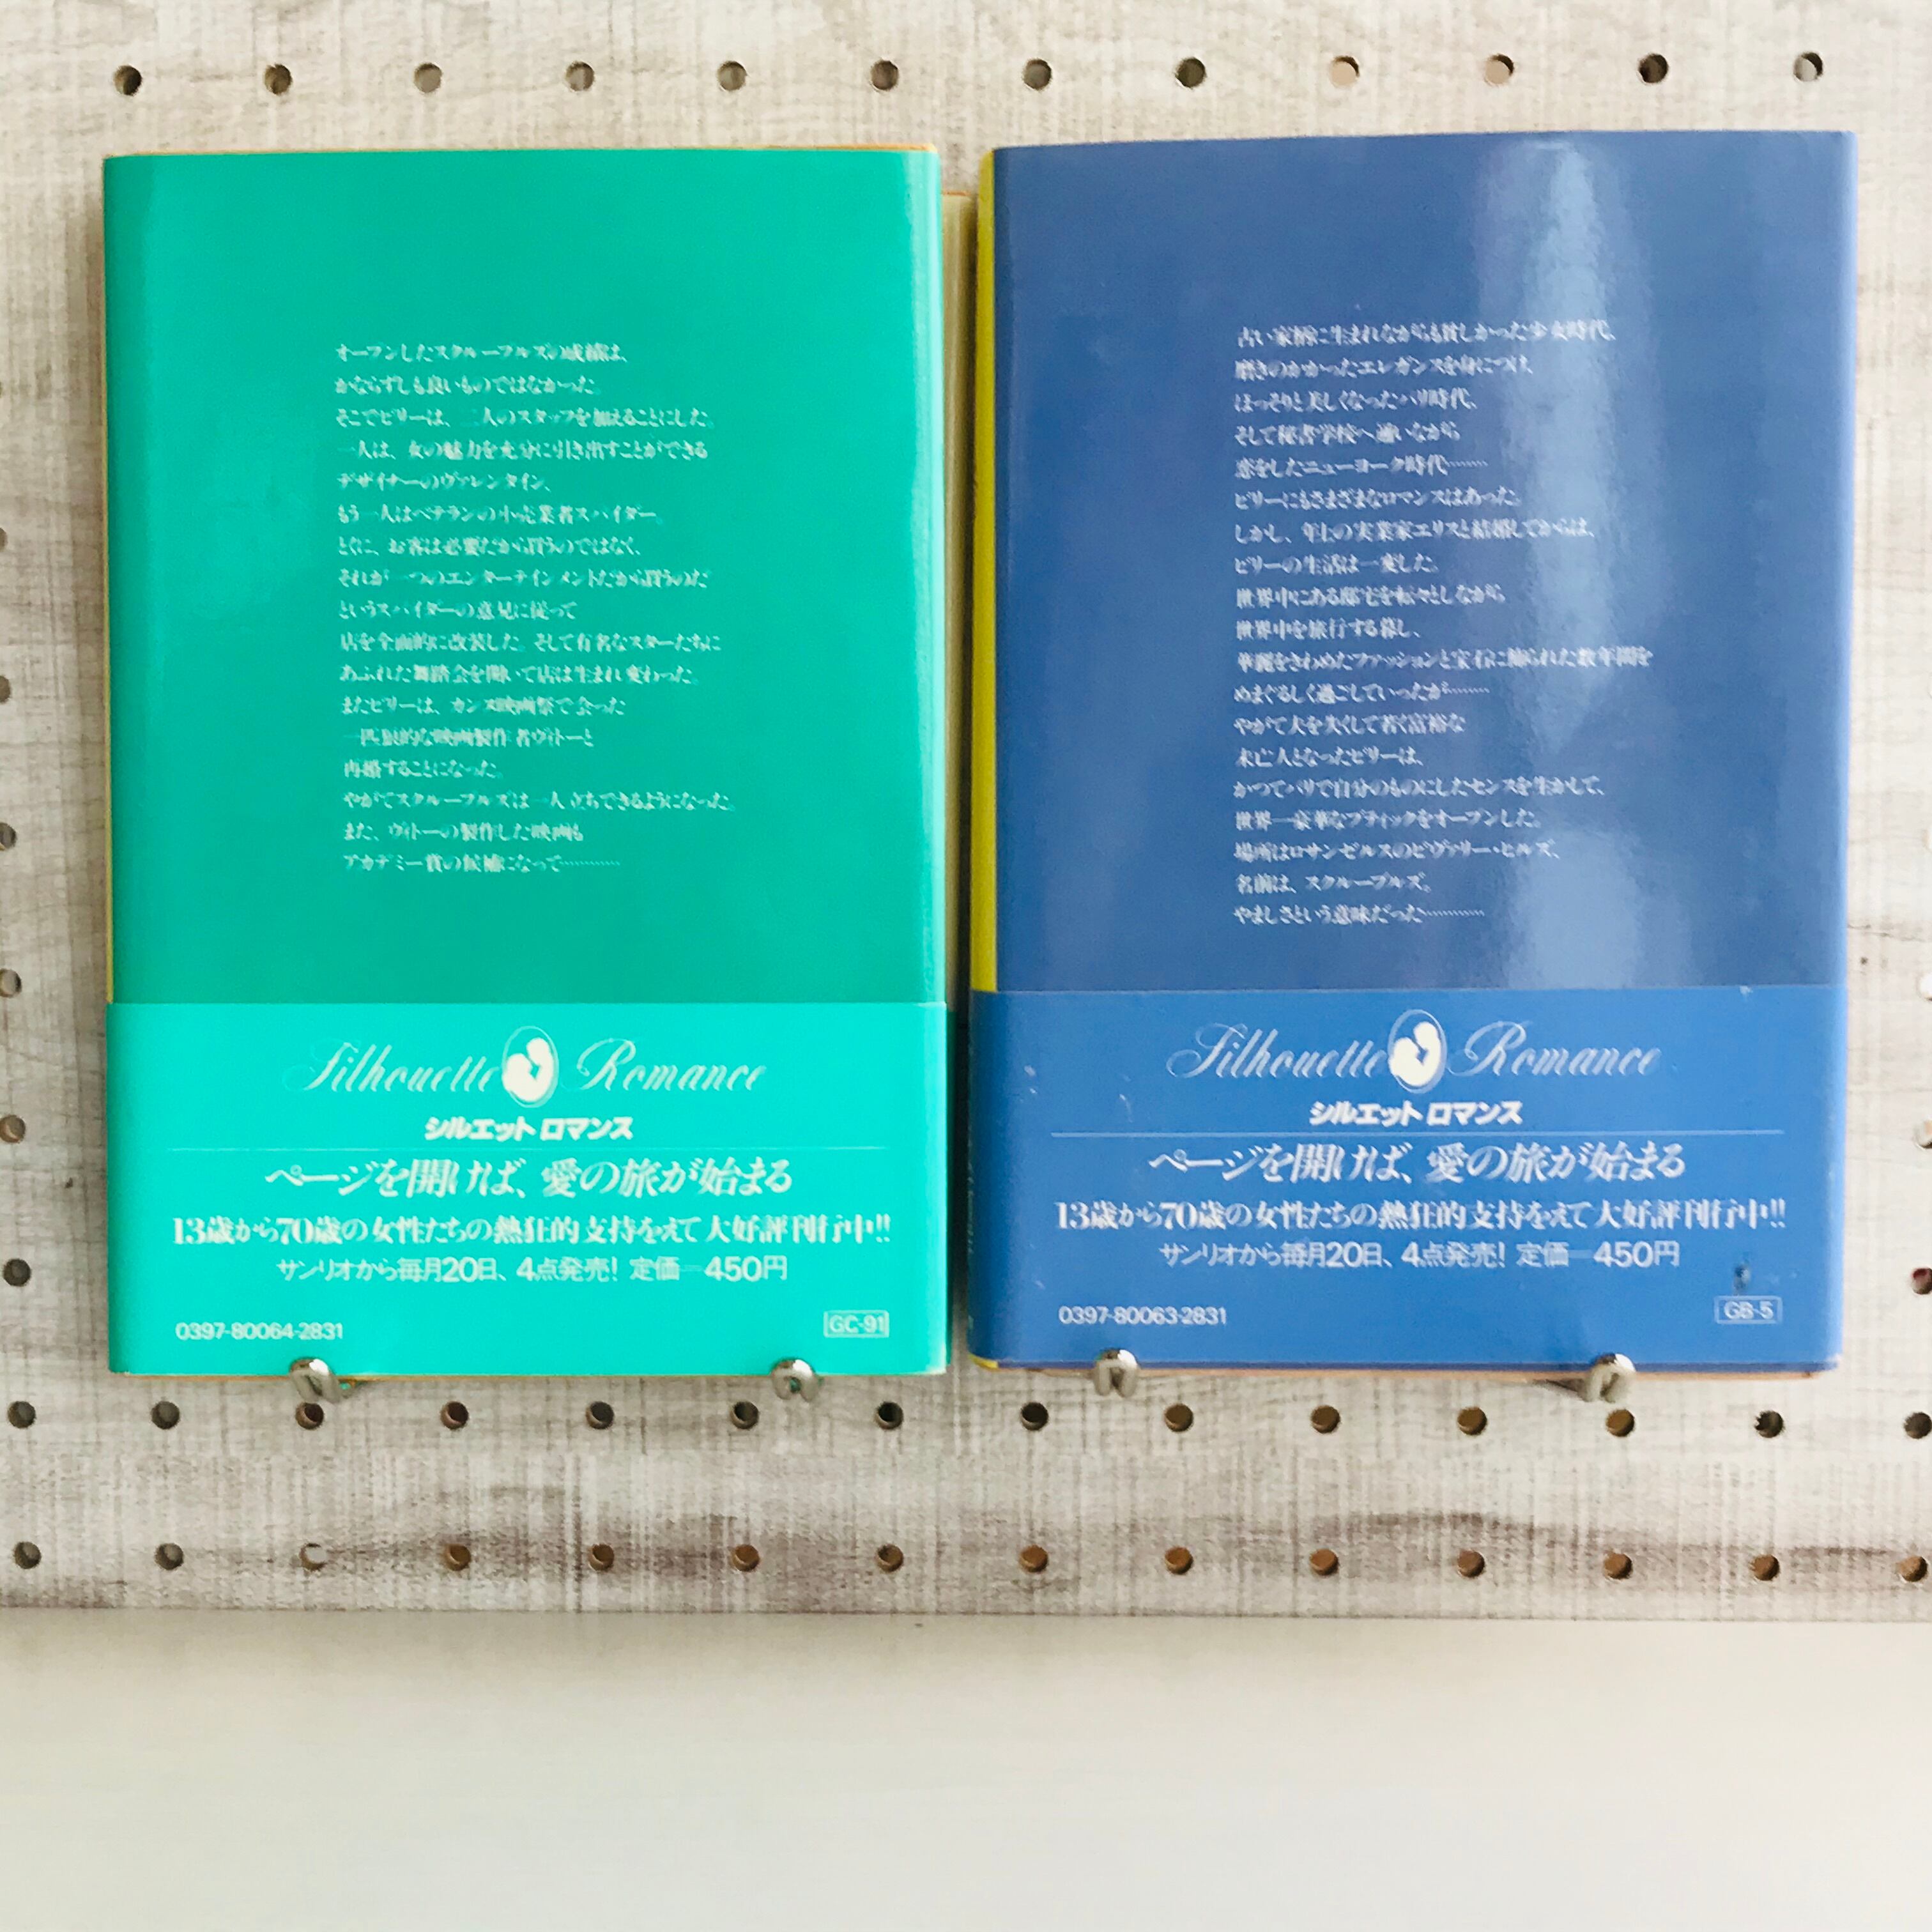 オープンしたスクループルズの成績は、
かならずしも良いものではなかった。
そこでビリーは、二人のスタッフを加えることにした。
一人は、女の魅力を充分に引き出すことができる
デザイナーのヴァレンタイン、
もう一人はベテランの小売業者スパイダー。
とくに、お客は必要だから買うのではなく、
それが一つのエンターテインメントだから買うのだ
というスパイダーの意見に従って
店を全面的に改装した。そして有名なスターたちに
あふれた舞踏会を開いて店は生まれ変わった。
またビリーは、カンヌ映画祭で会った
一匹狼的な映画製作者ヴィトーと
再婚することになった。
やがてスクループルズは一人立ちできるようになった。
また、ヴィトーの製作した映画も
アカデミー賞の候補になって…………
Silhouette Romance
シルエット ロマンス
ページを開けば、愛の旅が始まる
13歳から70歳の女性たちの熱狂的支持をえて大好評刊行中!!
サンリオから毎月20日、4点発売! 定価—450円
0397-80064-2831
GC-91
古い家柄に生まれながらも貧しかった少女時代、
磨きのかかったエレガンスを身につけ、
ほっそりと美しくなったパリ時代、
そして秘書学校へ通いながら
恋をしたニューヨーク時代………
ビリーにもさまざまなロマンスはあった。
しかし、年上の実業家エリスと結婚してからは、
ビリーの生活は一変した。
世界中にある邸宅を転々としながら
世界中を旅行する暮し、
華麗をきわめたファッションと宝石に飾られた数年間を
めまぐるしく過ごしていったが………
やがて夫を失くして若く富裕な
未亡人となったビリーは、
かつてパリで自分のものにしたセンスを生かして、
世界一豪華なブティックをオープンした。
場所はロサンゼルスのビヴァリー・ヒルズ、
名前は、スクループルズ。
やましさという意味だった…………
Silhouette Romance
シルエット ロマンス
ページを開けば、愛の旅が始まる
13歳から70歳の女性たちの熱狂的支持をえて大好評刊行中!!
サンリオから毎月20日、4点発売! 定価—450円
0397-80063-2831
GB-5